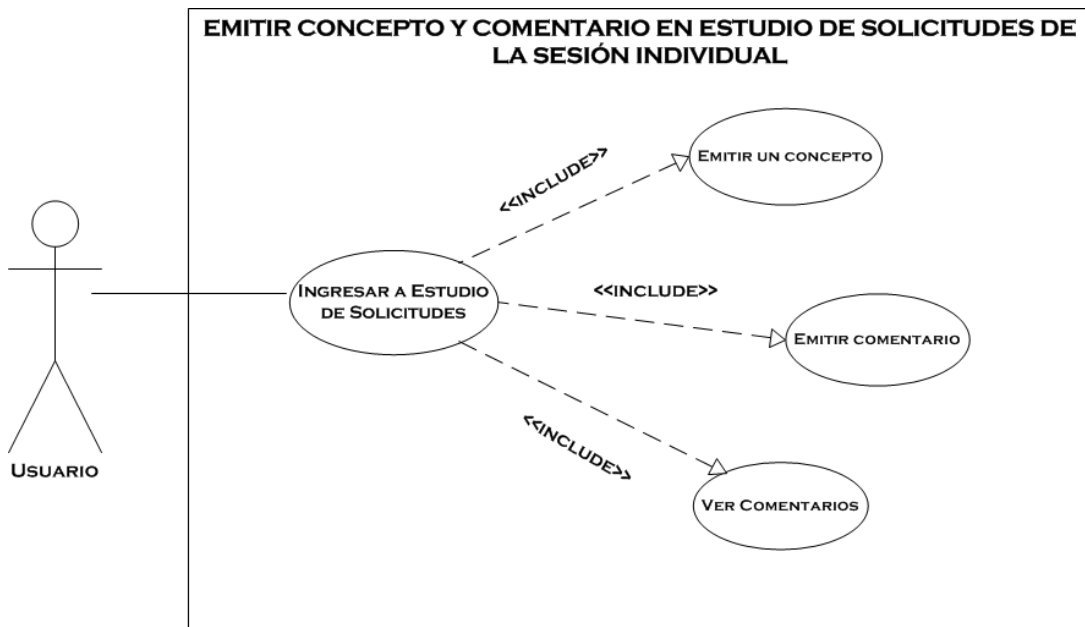 EMITIR CONCEPTO Y COMENTARIO EN ESTUDIO DE SOLICITUDES DE
LA SESIÓN INDIVIDUAL
EMITIR UN CONCEPTO
<<INCLUDE>>
INGRESAR A ESTUDIO
DE SOLICITUDES
<<INCLUDE>>
EMITIR COMENTARIO
<<INCLUDE>>
VER COMENTARIOS
USUARIO